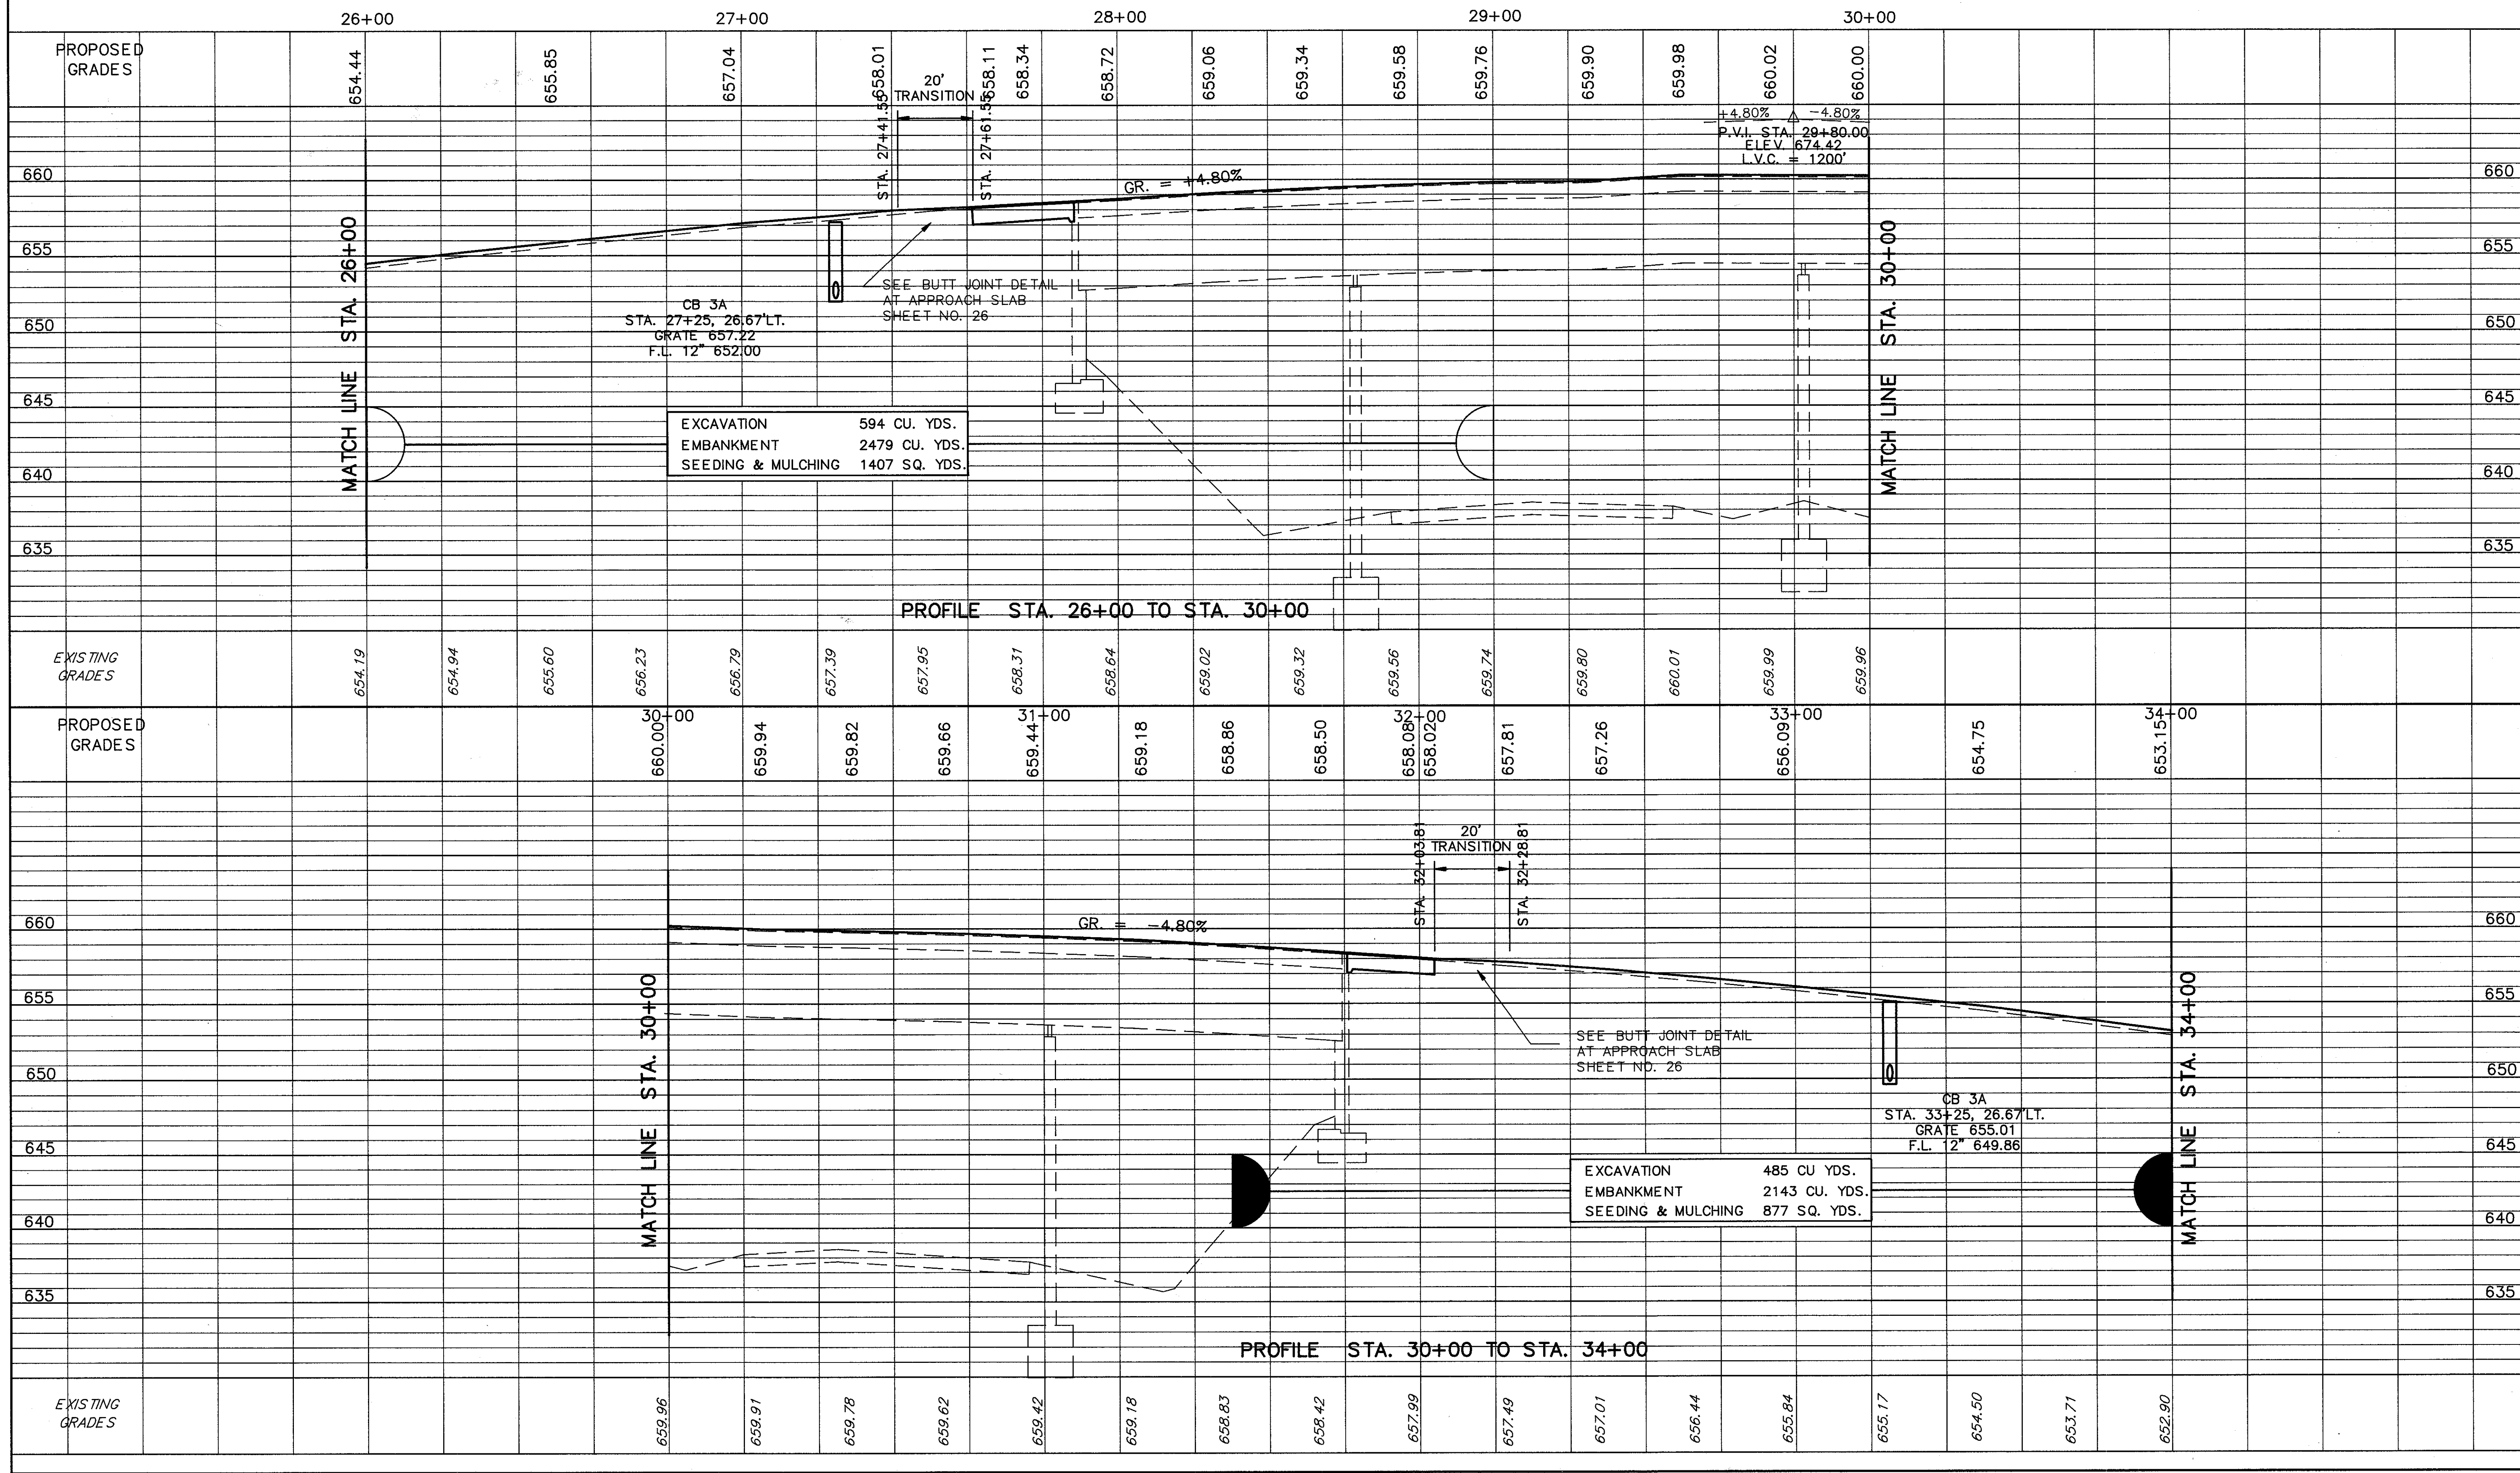 26+00 27+00 28+00 29+00 30+00
PROPOSED
GRADES
654.44 655.85 657.04 658.01 658.11 658.34 658.72 659.06 659.34 659.58 659.76 659.90 659.98 660.02 660.00
20'
TRANSITION
STA. 27+41.55
STA. 27+61.55
+4.80% -4.80%
P.V.I. STA. 29+80.00
ELEV. 674.42
L.V.C. = 1200'
GR. = +4.80%
660 660
655 655
650 650
645 645
640 640
635 635
MATCH LINE STA. 26+00
MATCH LINE STA. 30+00
SEE BUTT JOINT DETAIL
AT APPROACH SLAB
SHEET NO. 26
CB 3A
STA. 27+25, 26.67'LT.
GRATE 657.22
F.L. 12" 652.00
EXCAVATION 594 CU. YDS.
EMBANKMENT 2479 CU. YDS.
SEEDING & MULCHING 1407 SQ. YDS.
PROFILE STA. 26+00 TO STA. 30+00
EXISTING
GRADES
654.19 654.94 655.60 656.23 656.79 657.39 657.95 658.31 658.64 659.02 659.32 659.56 659.74 659.80 660.01 659.99 659.96
30+00 31+00 32+00 33+00 34+00
PROPOSED
GRADES
660.00 659.94 659.82 659.66 659.44 659.18 658.86 658.50 658.08 658.02 657.81 657.26 656.09 654.75 653.15
20'
TRANSITION
STA. 32+03.81
STA. 32+28.81
GR. = -4.80%
660 660
655 655
650 650
645 645
640 640
635 635
MATCH LINE STA. 30+00
MATCH LINE STA. 34+00
SEE BUTT JOINT DETAIL
AT APPROACH SLAB
SHEET NO. 26
CB 3A
STA. 33+25, 26.67'LT.
GRATE 655.01
F.L. 12" 649.86
EXCAVATION 485 CU YDS.
EMBANKMENT 2143 CU. YDS.
SEEDING & MULCHING 877 SQ. YDS.
PROFILE STA. 30+00 TO STA. 34+00
EXISTING
GRADES
659.96 659.91 659.78 659.62 659.42 659.18 658.83 658.42 657.99 657.49 657.01 656.44 655.84 655.17 654.50 653.71 652.90